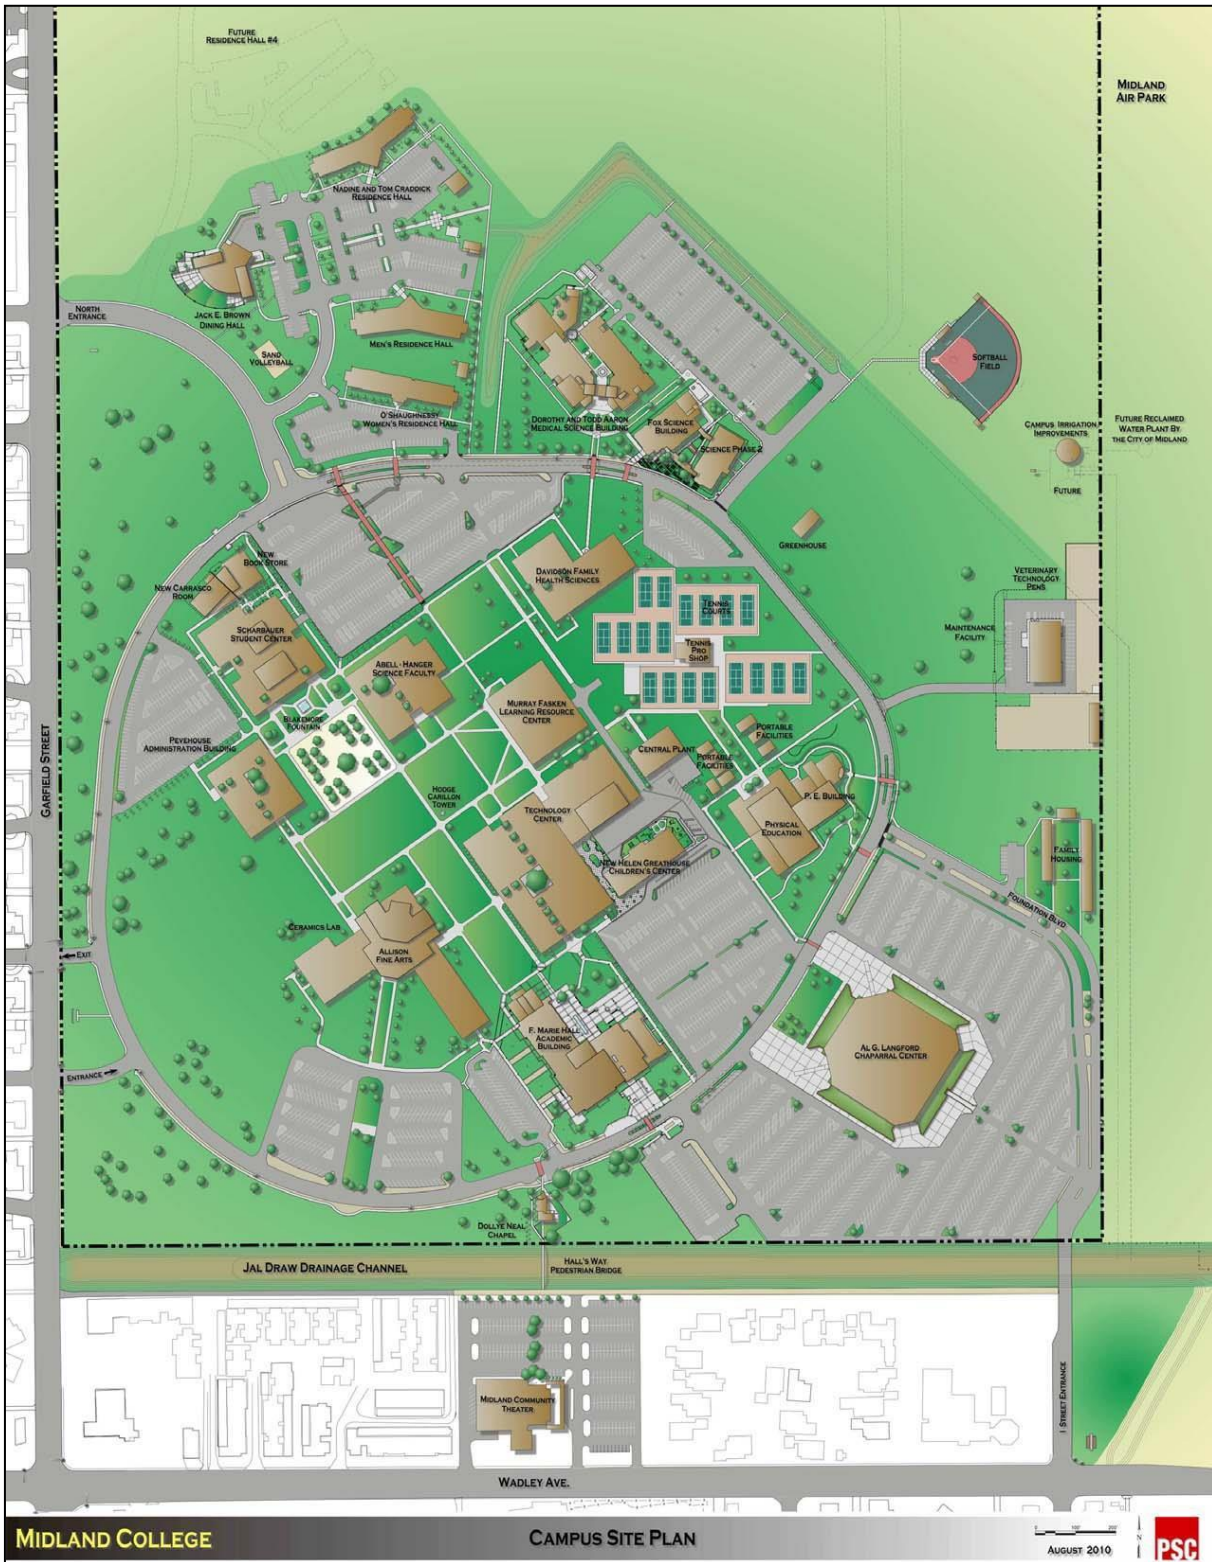 FUTURE
RESIDENCE HALL #4
MIDLAND
AIR PARK
NADINE AND TOM CRADDICK
RESIDENCE HALL
NORTH
ENTRANCE
JACK E. BROWN
DINING HALL
MEN'S RESIDENCE HALL
SAND
VOLLEYBALL
O'SHAUGHNESSY
WOMEN'S RESIDENCE HALL
DOROTHY AND TODD AARON
MEDICAL SCIENCE BUILDING
FOX SCIENCE
BUILDING
SCIENCE PHASE 2
SOFTBALL
FIELD
CAMPUS IRRIGATION
IMPROVEMENTS
FUTURE RECLAIMED
WATER PLANT BY
THE CITY OF MIDLAND
FUTURE
GREENHOUSE
NEW
BOOK STORE
NEW CARRASCO
ROOM
DAVIDSON FAMILY
HEALTH SCIENCES
VETERINARY
TECHNOLOGY
PENS
TENNIS
COURTS
SCHARBAUER
STUDENT CENTER
MAINTENANCE
FACILITY
TENNIS
PRO
SHOP
ABELL - HANGER
SCIENCE FACULTY
MURRAY FASKEN
LEARNING RESOURCE
CENTER
BLAKEMORE
FOUNTAIN
PORTABLE
FACILITIES
PEVEHOUSE
ADMINISTRATION BUILDING
CENTRAL PLANT
PORTABLE
FACILITIES
GARFIELD STREET
HODGE
CARILLON
TOWER
P. E. BUILDING
TECHNOLOGY
CENTER
PHYSICAL
EDUCATION
NEW HELEN GREATHOUSE
CHILDREN'S CENTER
FAMILY
HOUSING
FOUNDATION BLVD
CERAMICS LAB
ALLISON
FINE ARTS
EXIT
F. MARIE HALL
ACADEMIC
BUILDING
AL G. LANGFORD
CHAPARRAL CENTER
ENTRANCE
DOLLYE NEAL
CHAPEL
JAL DRAW DRAINAGE CHANNEL
HALL'S WAY
PEDESTRIAN BRIDGE
I STREET ENTRANCE
MIDLAND COMMUNITY
THEATER
WADLEY AVE.
MIDLAND COLLEGE
CAMPUS SITE PLAN
0 100' 200'
AUGUST 2010
N
PSC